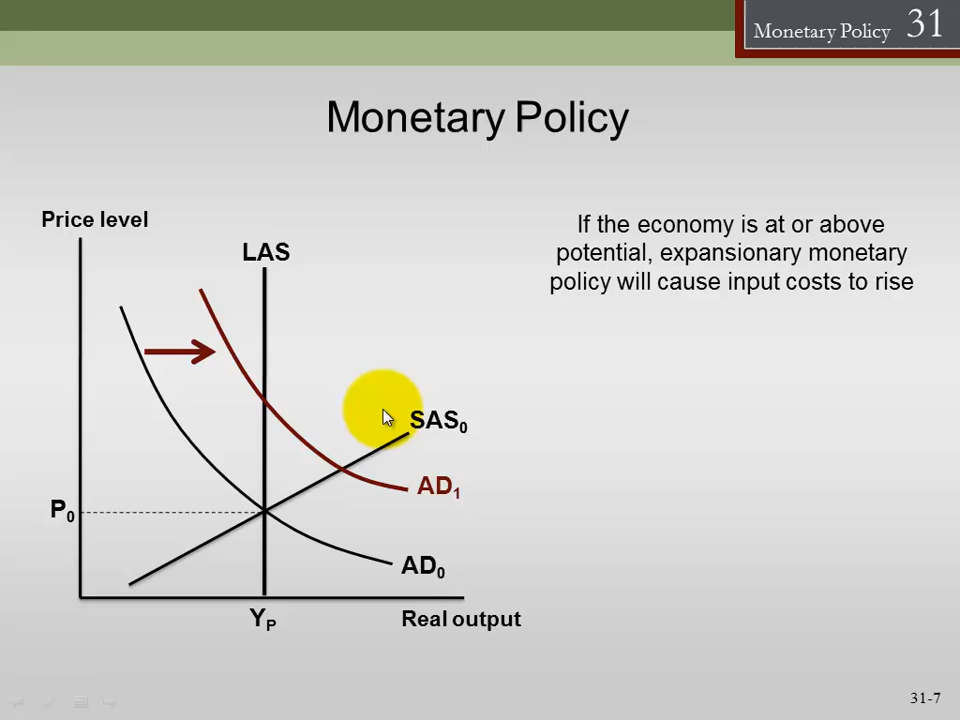 Monetary Policy 31
Monetary Policy
Price level
LAS
If the economy is at or above
potential, expansionary monetary
policy will cause input costs to rise
SAS₀
AD₁
P₀
AD₀
Yₚ
Real output
31-7